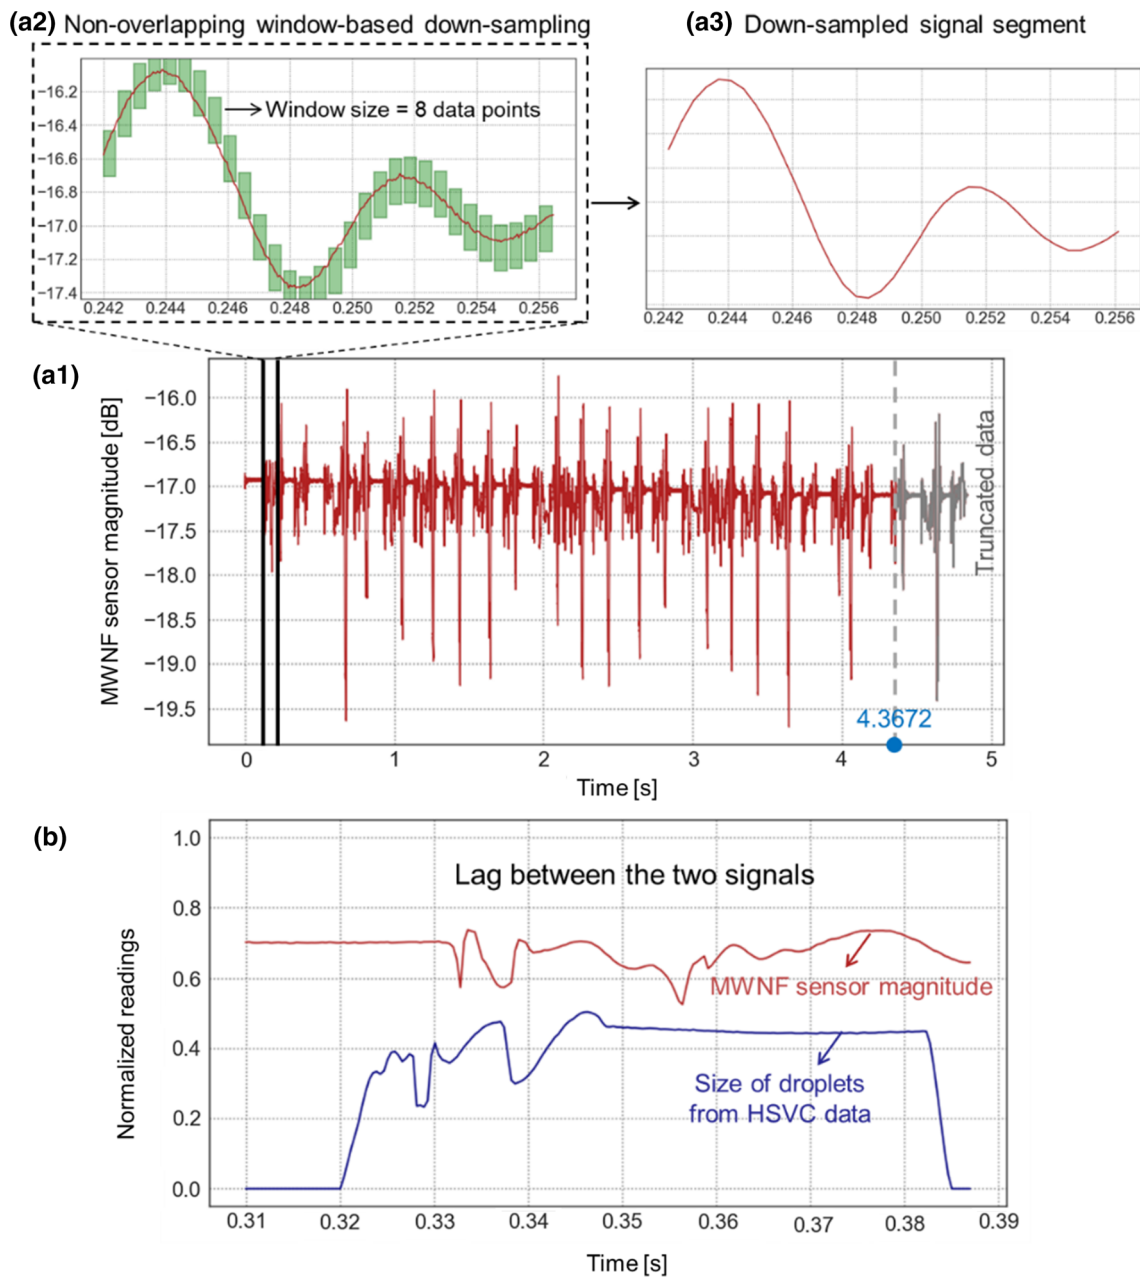 (a2) Non-overlapping window-based down-sampling
(a3) Down-sampled signal segment
−16.2
−16.4
−16.6
−16.8
−17.0
−17.2
−17.4
Window size = 8 data points
0.242 0.244 0.246 0.248 0.250 0.252 0.254 0.256
0.242 0.244 0.246 0.248 0.250 0.252 0.254 0.256
(a1)
MWNF sensor magnitude [dB]
−16.0
−16.5
−17.0
−17.5
−18.0
−18.5
−19.0
−19.5
Truncated data
4.3672
0 1 2 3 4 5
Time [s]
(b)
Normalized readings
1.0
0.8
0.6
0.4
0.2
0.0
Lag between the two signals
MWNF sensor magnitude
Size of droplets
from HSVC data
0.31 0.32 0.33 0.34 0.35 0.36 0.37 0.38 0.39
Time [s]